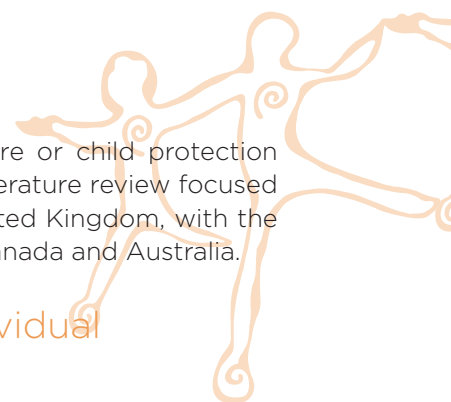 re or child protection
erature review focused
ted Kingdom, with the
nada and Australia.
vidual